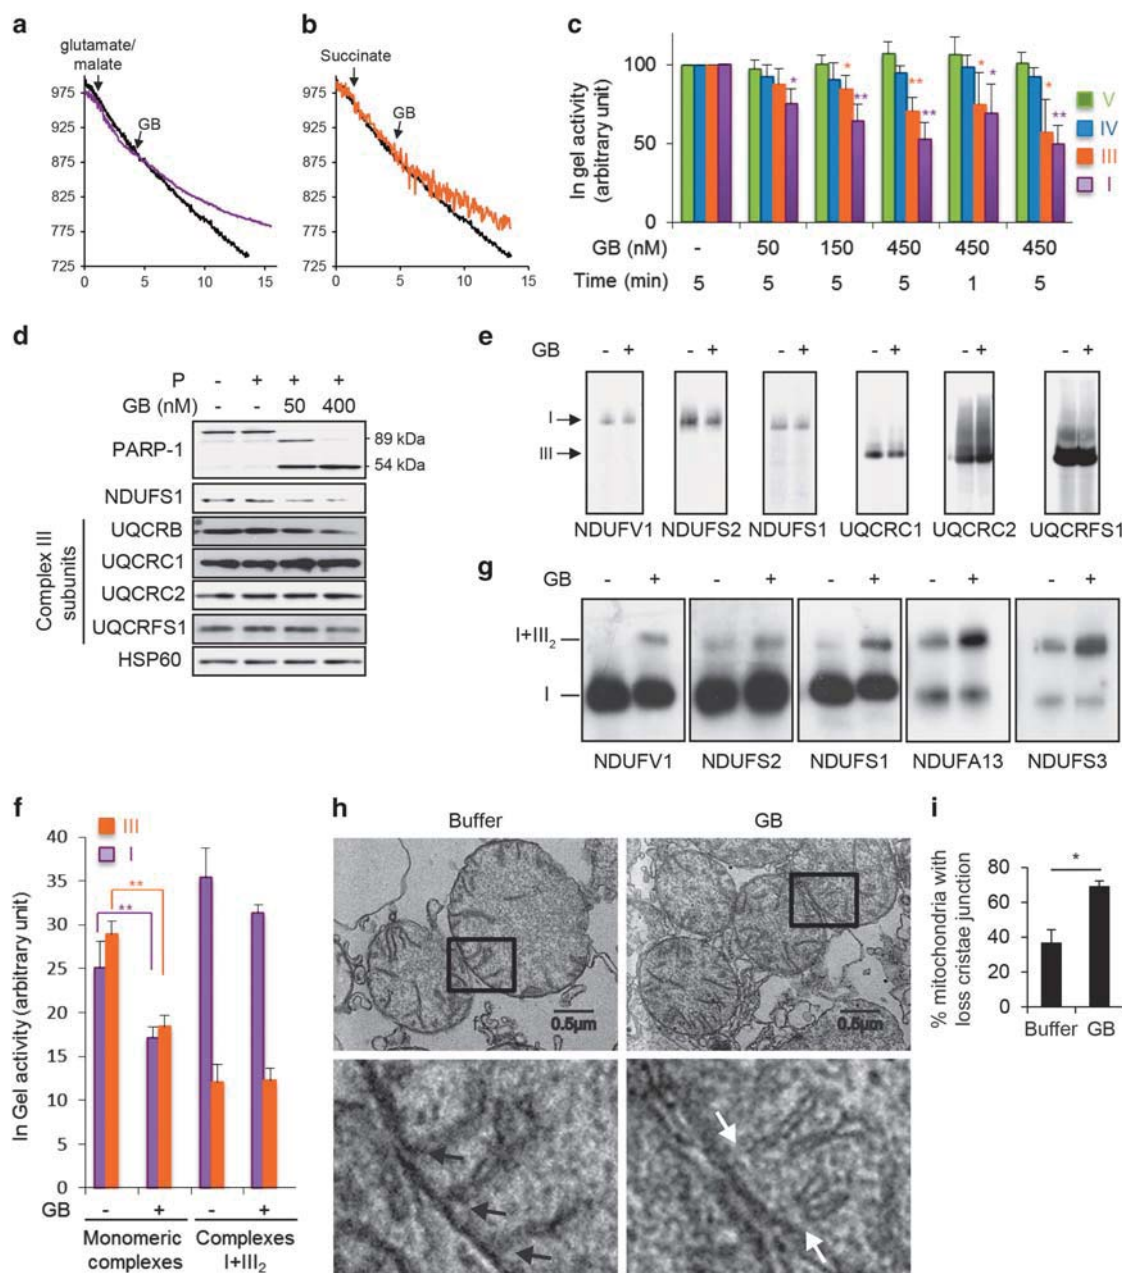 a
glutamate/
malate
GB
975
925
875
825
775
725
0 5 10 15
b
Succinate
GB
975
925
875
825
775
725
0 5 10 15
c
In gel activity
(arbitrary unit)
100
50
0
V
IV
III
I
* ** * ** ** * * * **
GB (nM) - 50 150 450 450 450
Time (min) 5 5 5 5 1 5
d
P - + + +
GB (nM) - - 50 400
PARP-1
89 kDa
54 kDa
NDUFS1
Complex III
subunits
UQCRB
UQCRC1
UQCRC2
UQCRFS1
HSP60
e
GB - + - + - + - + - + - +
I
III
NDUFV1 NDUFS2 NDUFS1 UQCRC1 UQCRC2 UQCRFS1
g
GB - + - + - + - + - +
I+III2
I
NDUFV1 NDUFS2 NDUFS1 NDUFA13 NDUFS3
f
III
I
In Gel activity (arbitrary unit)
40
35
30
25
20
15
10
5
0
**
**
GB - + - +
Monomeric
complexes
Complexes
I+III2
h
Buffer GB
0.5µm 0.5µm
i
% mitochondria with
loss cristae junction
80
60
40
20
0
*
Buffer GB